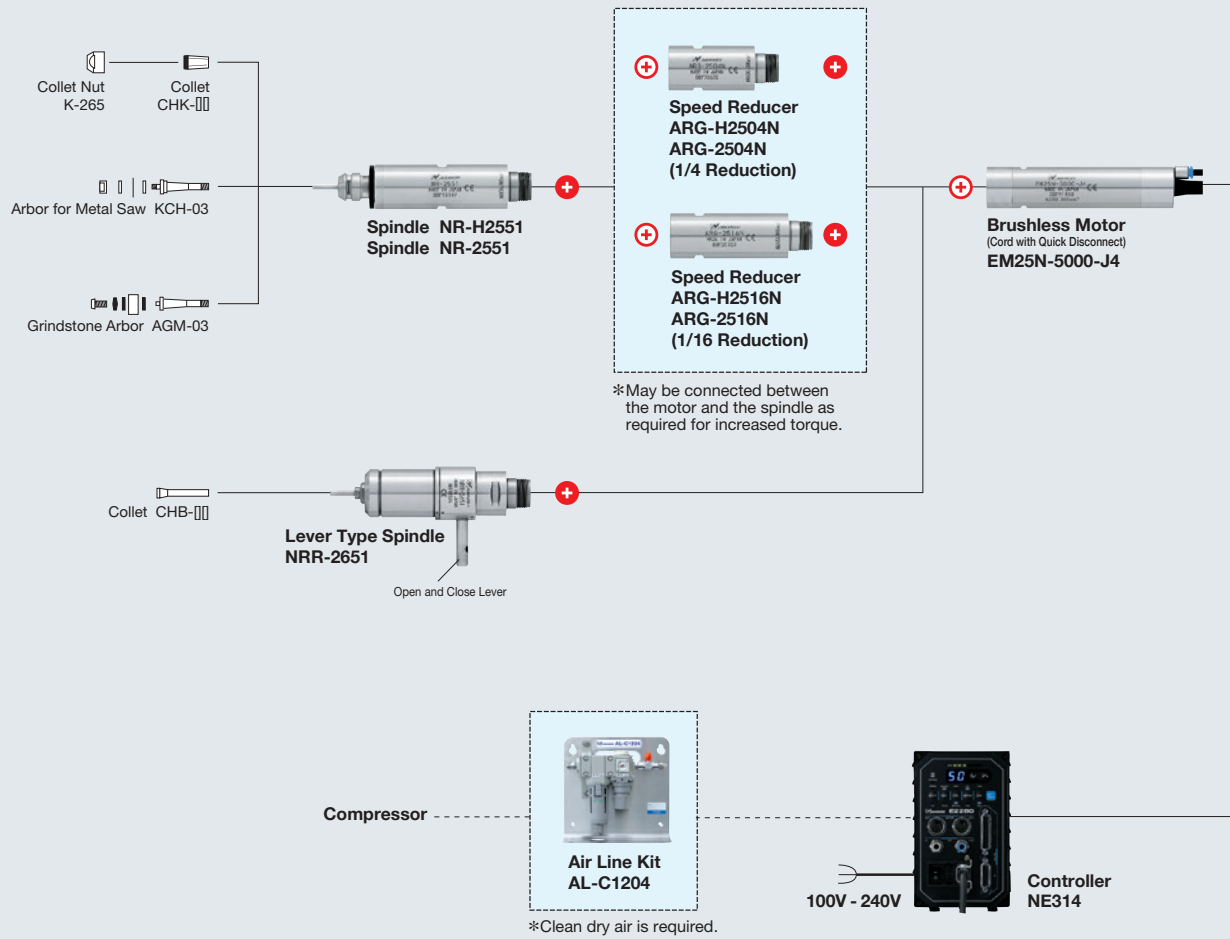 Collet Nut
K-265
Collet
CHK-[][]
Arbor for Metal Saw KCH-03
Grindstone Arbor AGM-03
Spindle NR-H2551
Spindle NR-2551
Speed Reducer
ARG-H2504N
ARG-2504N
(1/4 Reduction)
Speed Reducer
ARG-H2516N
ARG-2516N
(1/16 Reduction)
*May be connected between
the motor and the spindle as
required for increased torque.
Brushless Motor
(Cord with Quick Disconnect)
EM25N-5000-J4
Collet CHB-[][]
Lever Type Spindle
NRR-2651
Open and Close Lever
Compressor
AL-C1204
Air Line Kit
AL-C1204
*Clean dry air is required.
50
100V - 240V
Controller
NE314